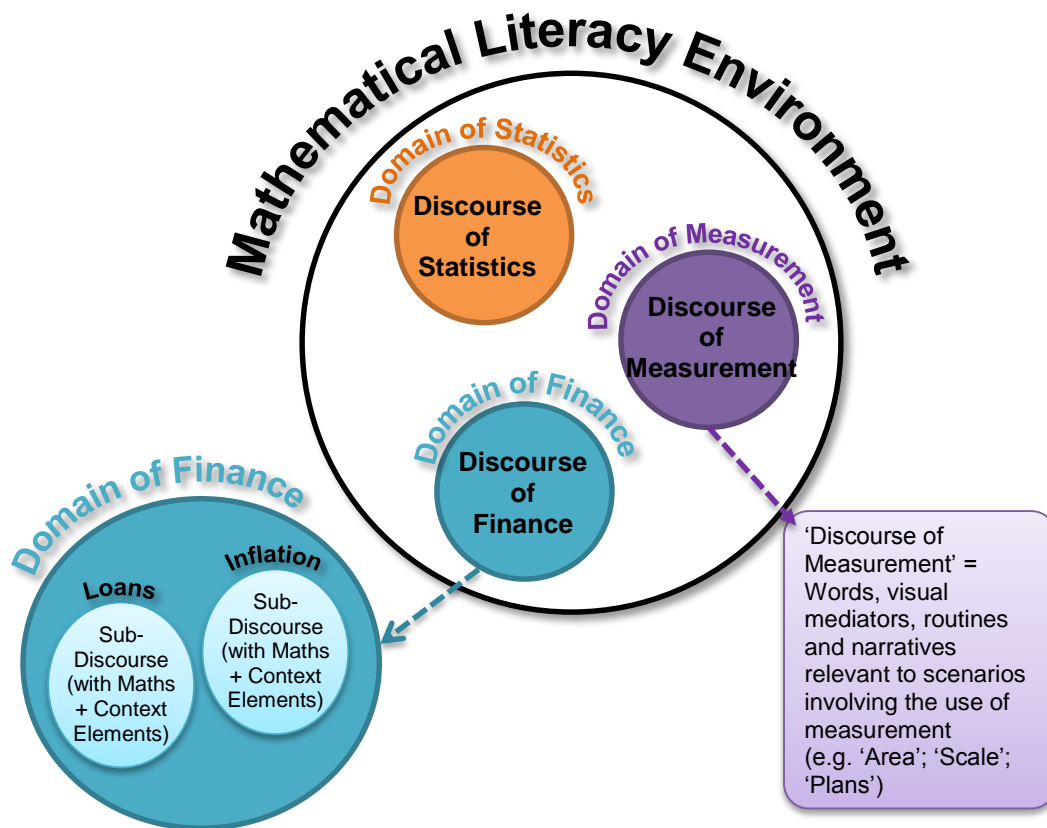 Mathematical Literacy Environment
Domain of Statistics
Discourse
of
Statistics
Domain of Measurement
Discourse
of
Measurement
Domain of Finance
Discourse
of
Finance
Domain of Finance
Loans
Sub-
Discourse
(with Maths
+ Context
Elements)
Inflation
Sub-
Discourse
(with Maths
+ Context
Elements)
‘Discourse of
Measurement’ =
Words, visual
mediators, routines
and narratives
relevant to scenarios
involving the use of
measurement
(e.g. ‘Area’; ‘Scale’;
‘Plans’)